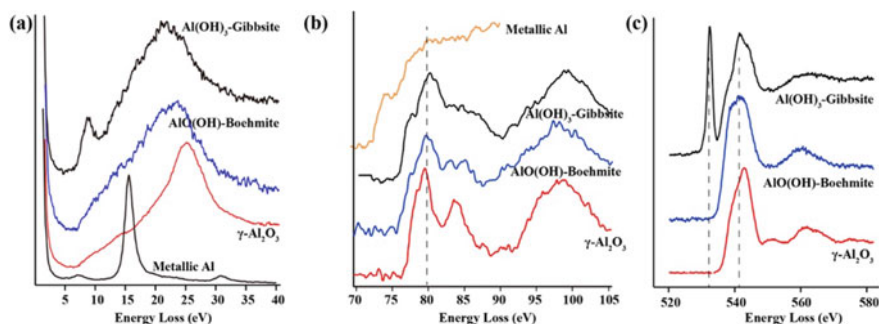 (a)
Al(OH)₃-Gibbsite
AlO(OH)-Boehmite
γ-Al₂O₃
Metallic Al
5 10 15 20 25 30 35 40
Energy Loss (eV)
(b)
Metallic Al
Al(OH)₃-Gibbsite
AlO(OH)-Boehmite
γ-Al₂O₃
70 75 80 85 90 95 100 105
Energy Loss (eV)
(c)
Al(OH)₃-Gibbsite
AlO(OH)-Boehmite
γ-Al₂O₃
520 540 560 580
Energy Loss (eV)